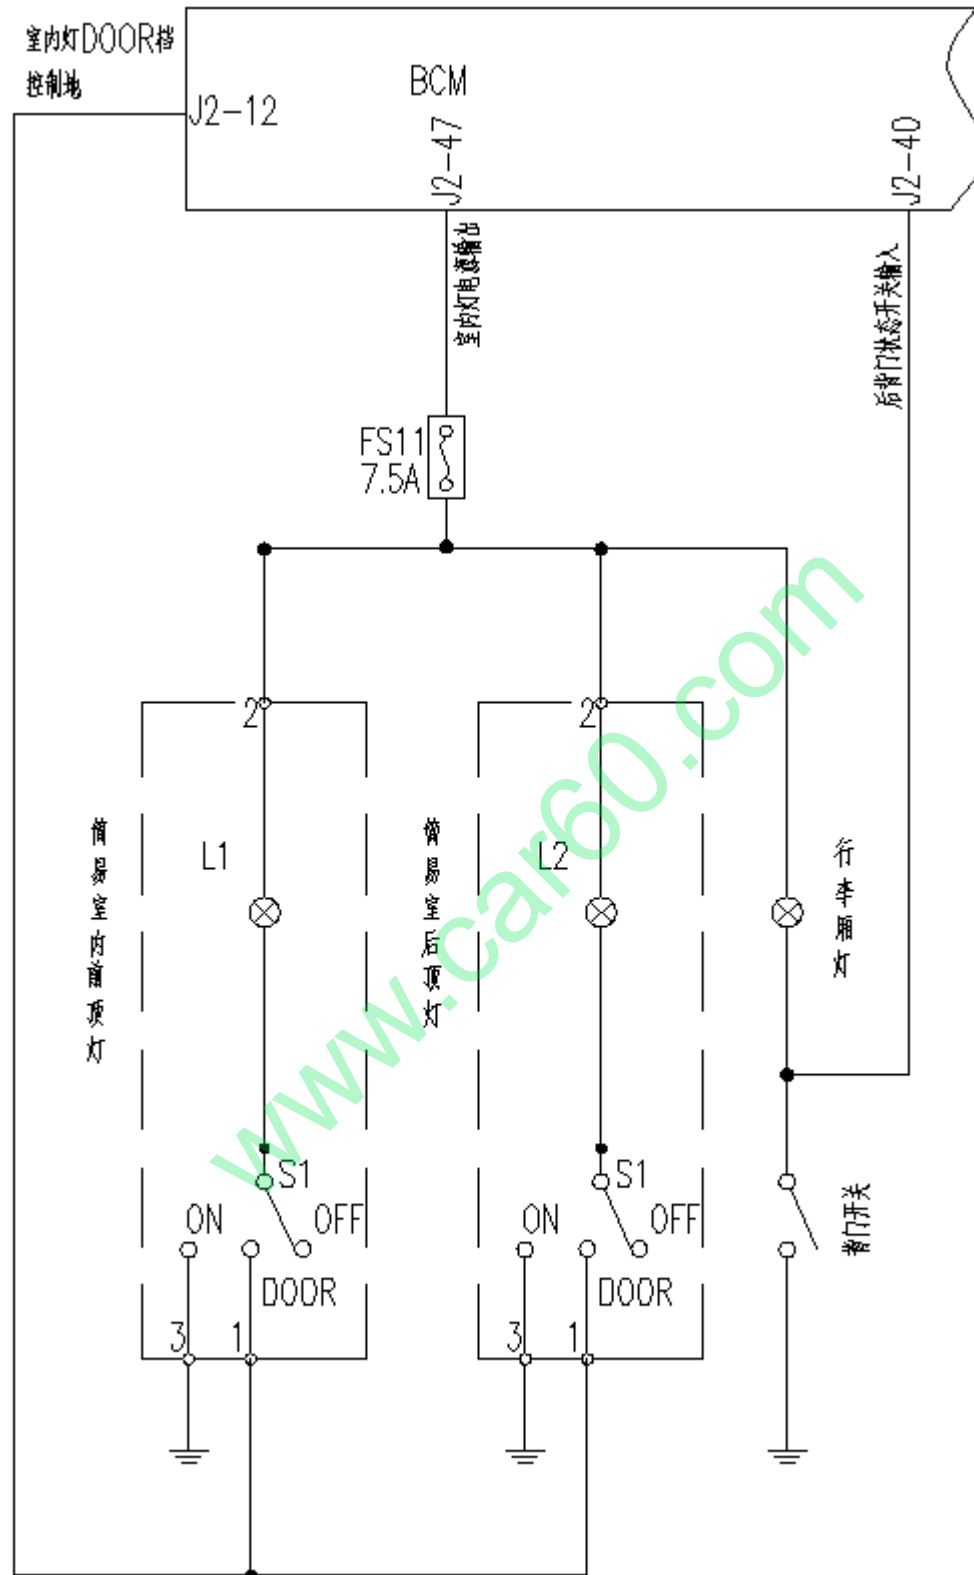 室内灯DOOR挡
控制地
BCM
J2-12
J2-47
J2-40
室内灯电源输出
后背门状态开关输入
FS11
7.5A
2
2
L1
L2
简易室内前顶灯
简易室后顶灯
行李厢灯
S1
S1
ON
OFF
ON
OFF
DOOR
DOOR
背门开关
3
1
3
1
www.car60.com